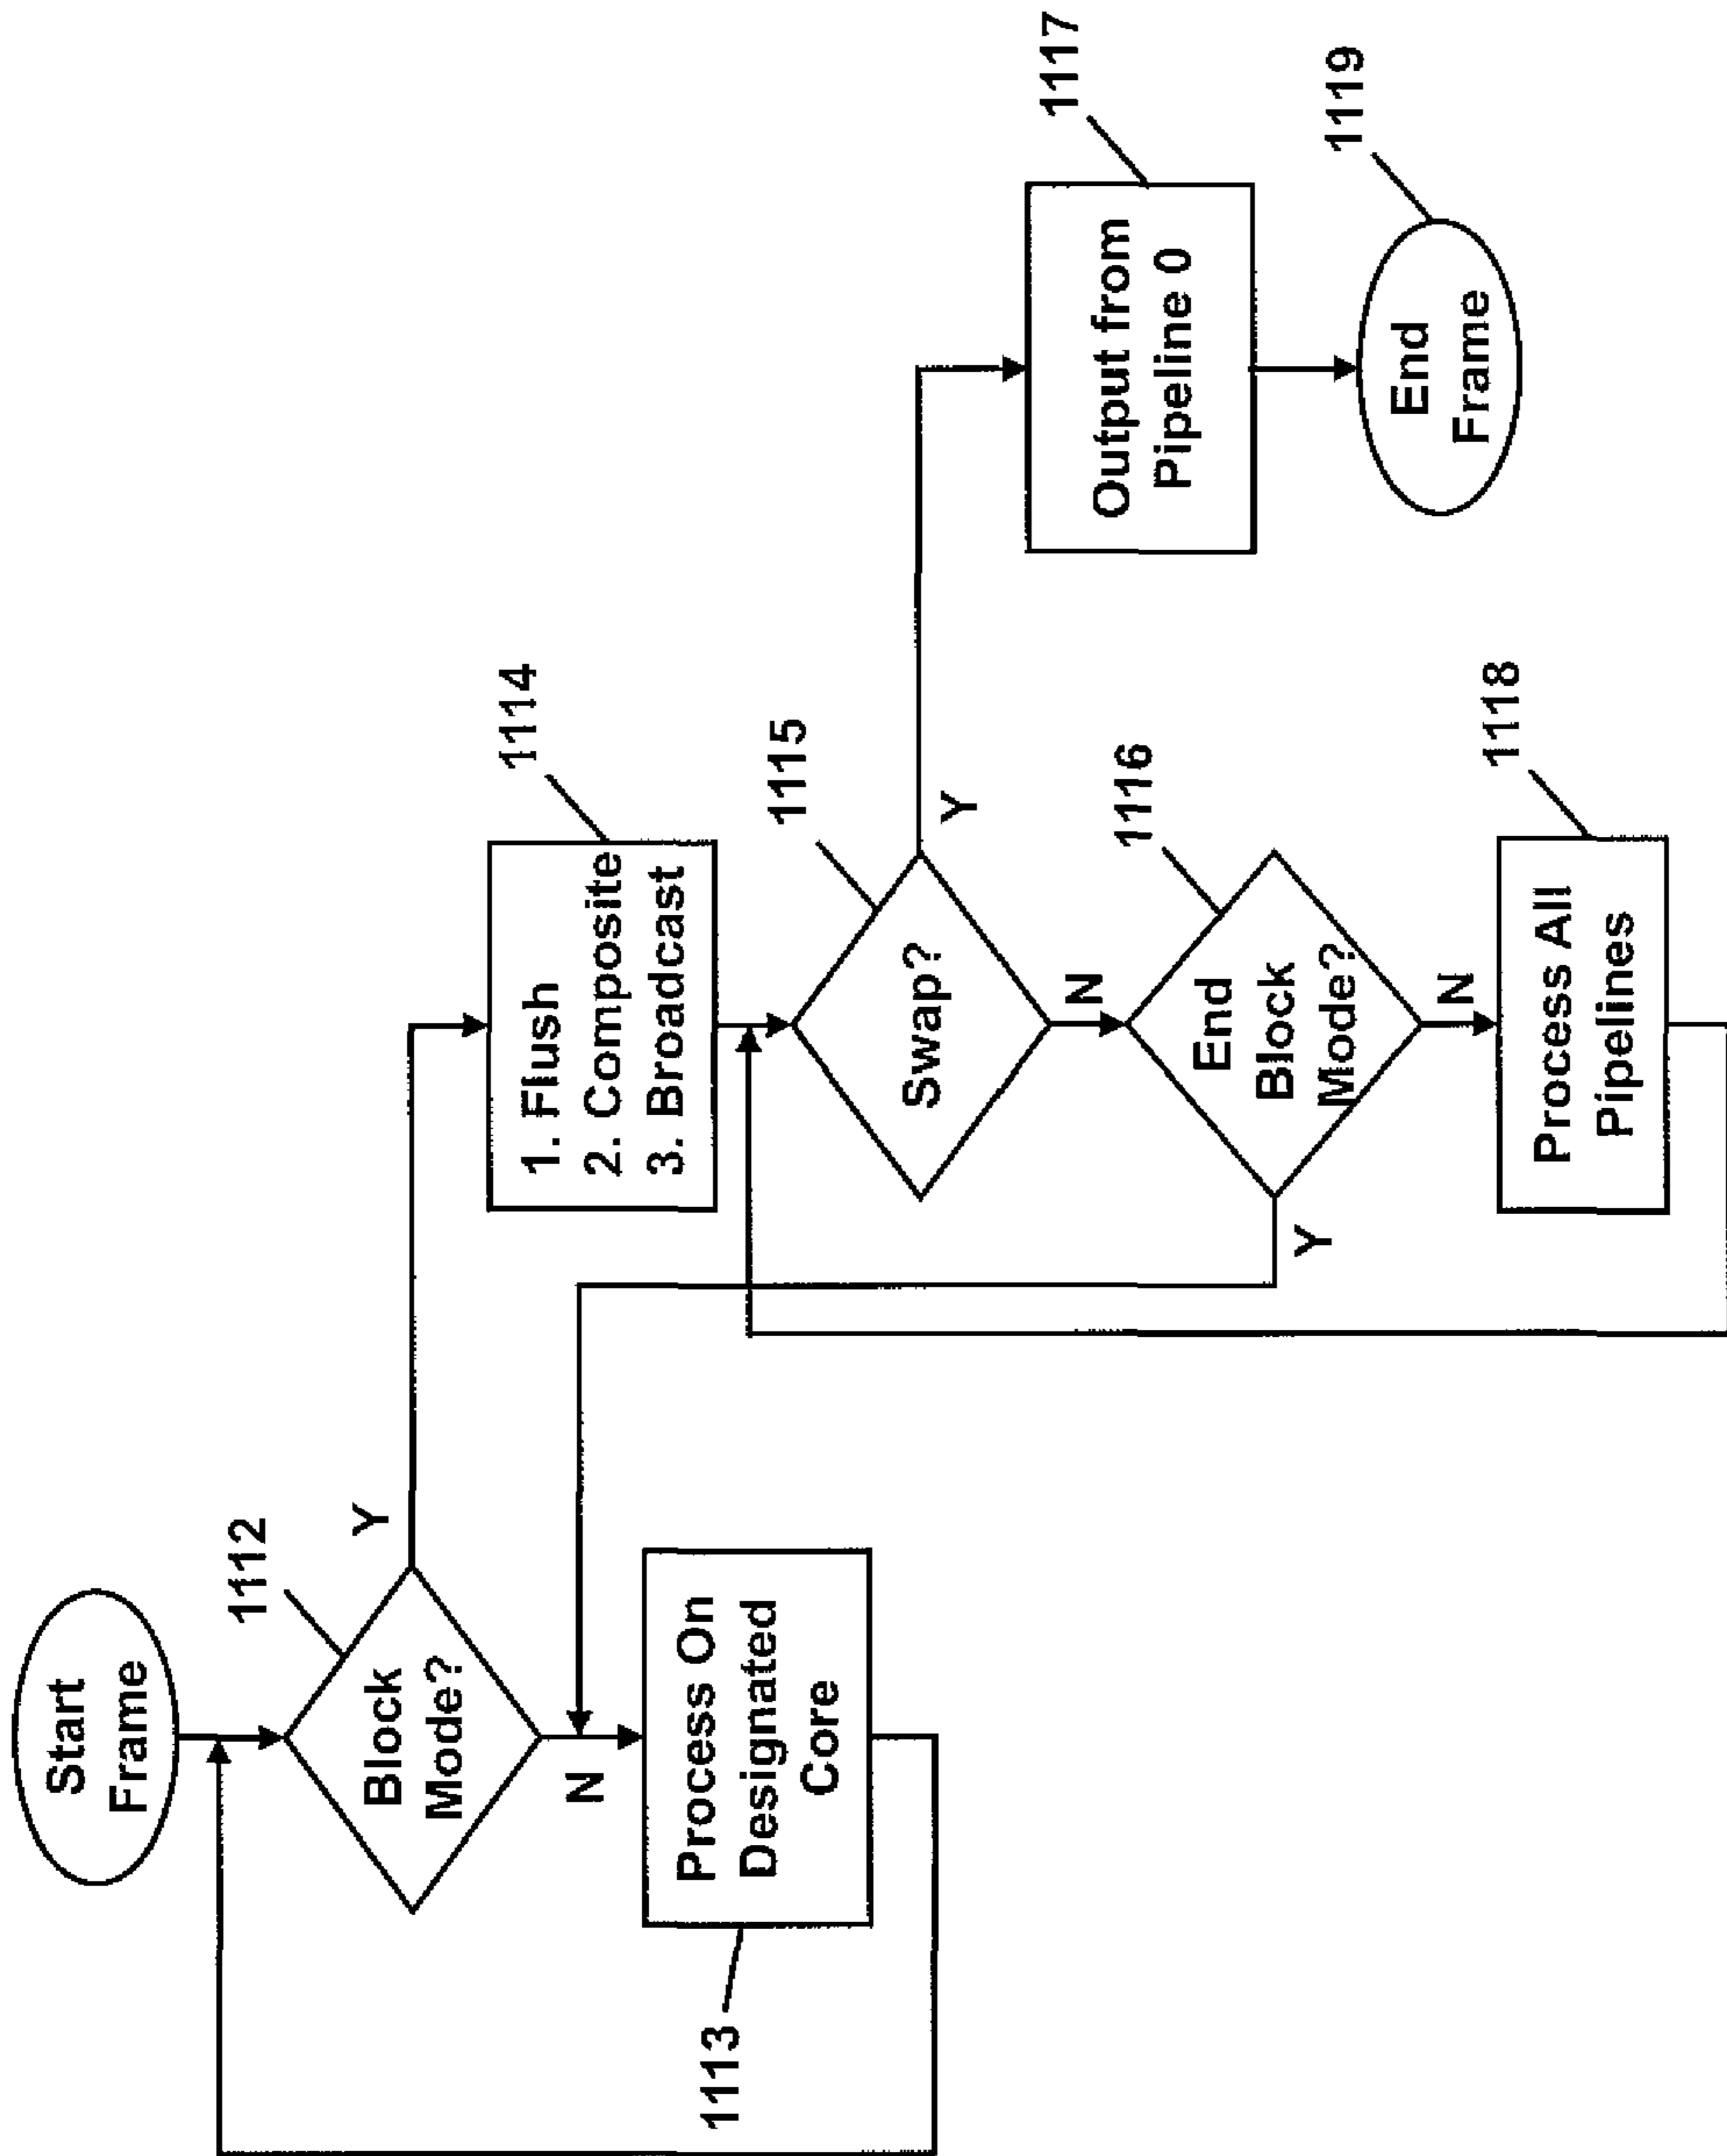 Start
Frame
1112
Block
Mode?
Y
N
Process On
Designated
Core
1113
1114
1. Flush
2. Composite
3. Broadcast
1115
Swap?
Y
N
1116
End
Block
Mode?
Y
N
1118
Process All
Pipelines
1117
Output from
Pipeline 0
1119
End
Frame